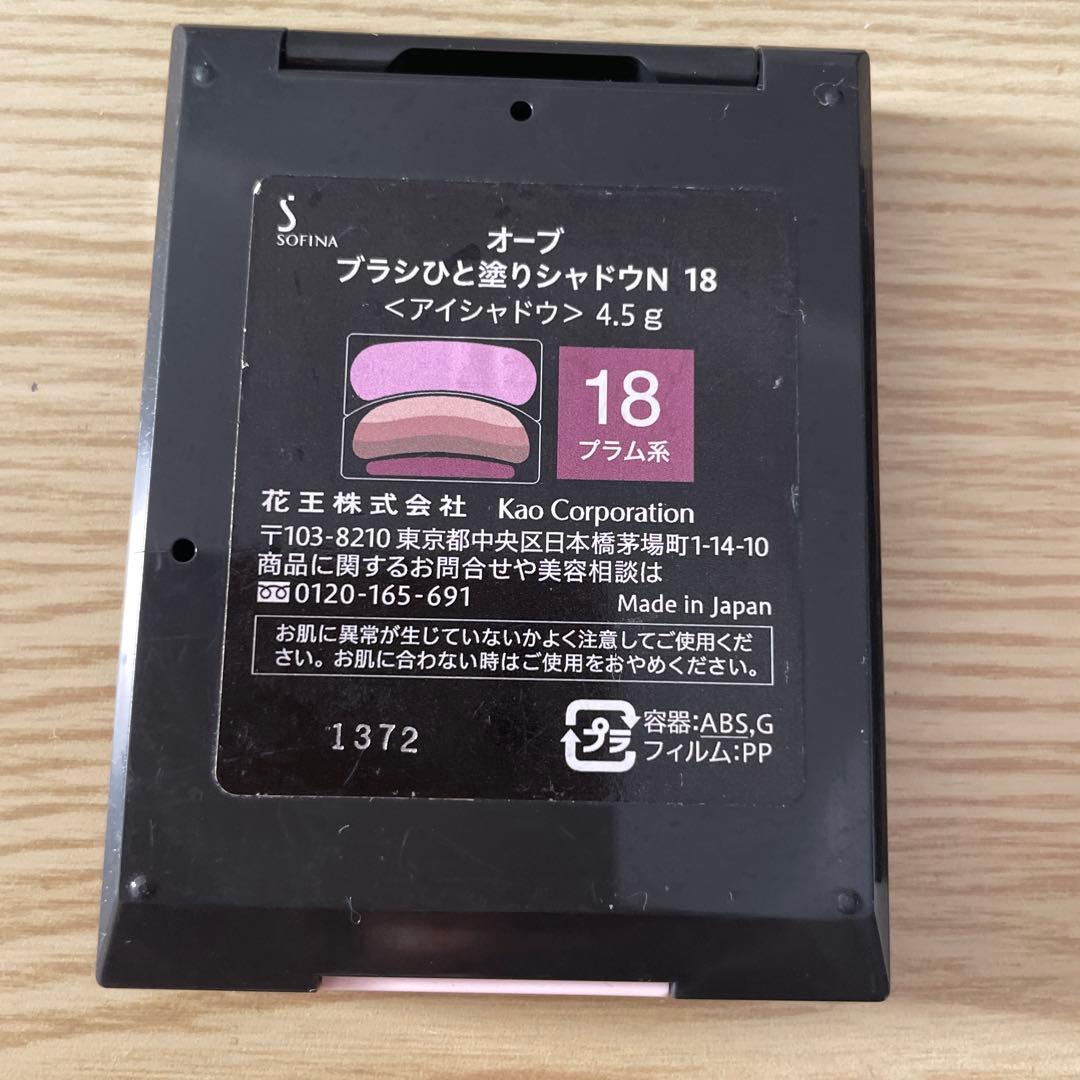 SOFINA
オーブ
ブラシひと塗りシャドウN 18
＜アイシャドウ＞ 4.5 g
18
プラム系
花王株式会社 Kao Corporation
〒103-8210 東京都中央区日本橋茅場町1-14-10
商品に関するお問合せや美容相談は
0120-165-691
Made in Japan
お肌に異常が生じていないかよく注意してご使用くだ
さい。お肌に合わない時はご使用をおやめください。
1372
プラ
容器:ABS,G
フィルム:PP